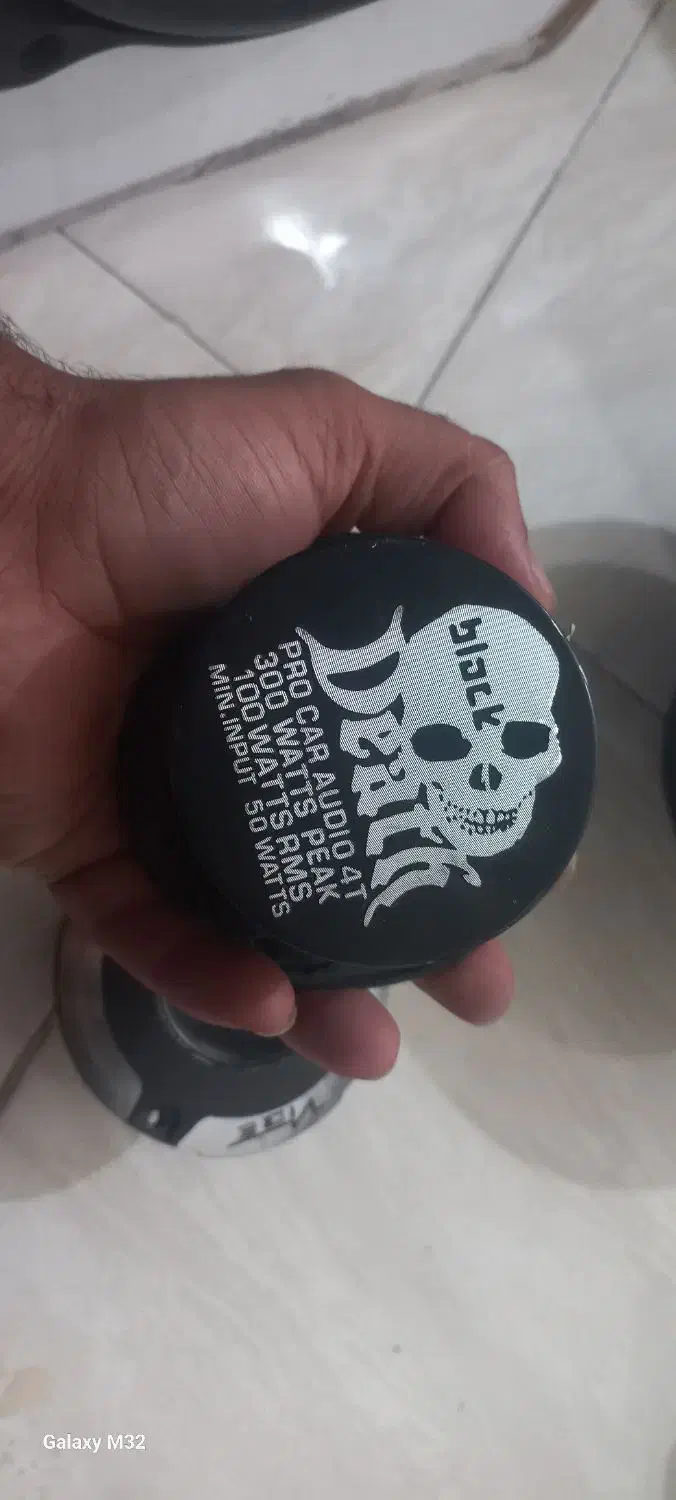 black
Death
PRO CAR AUDIO 4T
300 WATTS PEAK
100 WATTS RMS
MIN.INPUT 50 WATTS
Galaxy M32